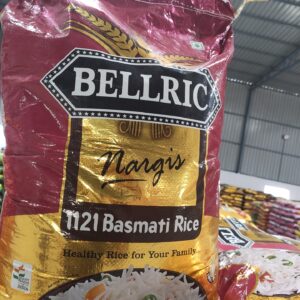 BELLRIC
Nargis
1121 Basmati Rice
Healthy Rice for Your Family...